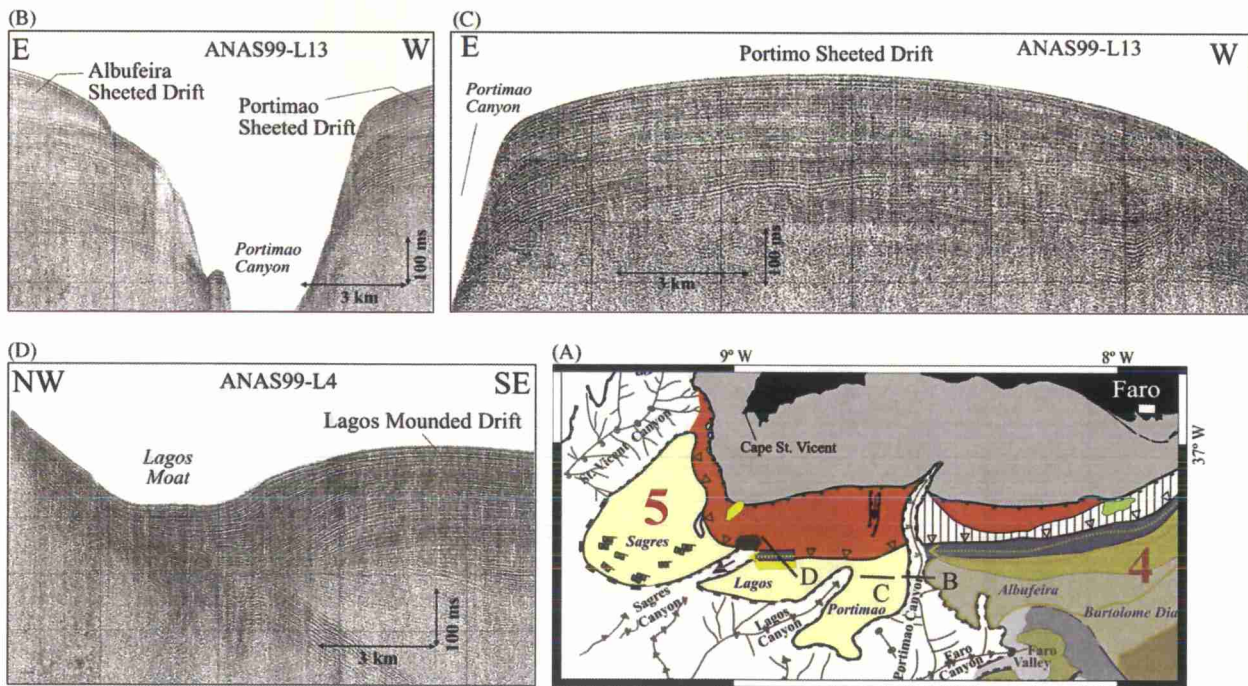 (B)
E
ANAS99-L13
W
Albufeira
Sheeted Drift
Portimao
Sheeted Drift
Portimao
Canyon
100 ms
3 km
(C)
E
Portimo Sheeted Drift
ANAS99-L13
W
Portimao
Canyon
100 ms
3 km
(D)
NW
ANAS99-L4
SE
Lagos Mounded Drift
Lagos
Moat
100 ms
3 km
(A)
9° W
8° W
Faro
37° W
Cape St. Vicent
St. Vicent Canyon
5
Sagres
4
Lagos
D
C
B
Albufeira
Portimao
Bartolome Dia
Sagres
Canyon
Lagos
Canyon
Portimao Canyon
Faro
Canyon
Faro
Valley